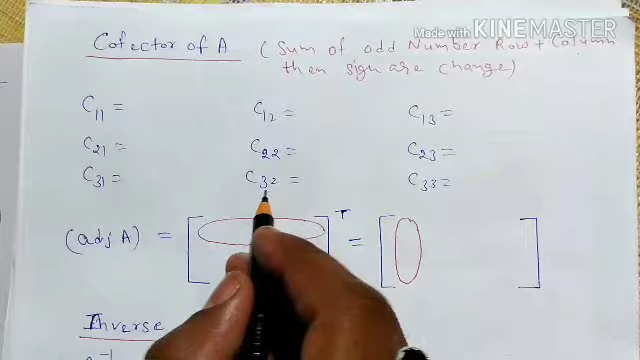 Made with KINEMASTER
Cofector of A (Sum of odd Number Row + Column
then sign are change)
C11 = C12 = C13 =
C21 = C22 = C23 =
C31 = C32 = C33 =
(adj A) = [ ]T = [ ]
Inverse